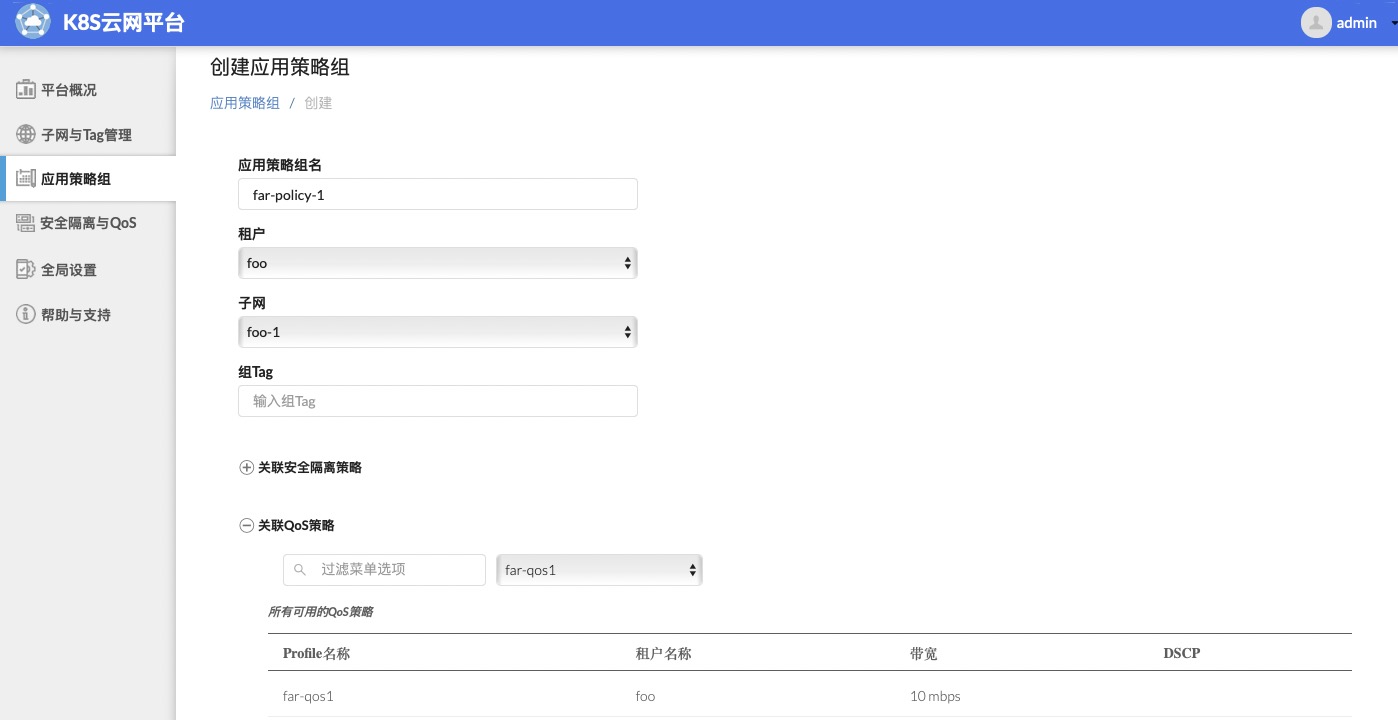 K8S云网平台
admin
平台概况
子网与Tag管理
应用策略组
安全隔离与QoS
全局设置
帮助与支持
创建应用策略组
应用策略组 / 创建
应用策略组名
far-policy-1
租户
foo
子网
foo-1
组Tag
输入组Tag
关联安全隔离策略
关联QoS策略
过滤菜单选项 far-qos1
所有可用的QoS策略
Profile名称 租户名称 带宽 DSCP
far-qos1 foo 10 mbps